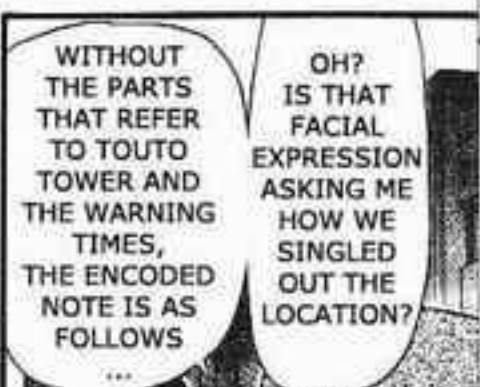 OH?
IS THAT
FACIAL
EXPRESSION
ASKING ME
HOW WE
SINGLED
OUT THE
LOCATION?
WITHOUT
THE PARTS
THAT REFER
TO TOUTO
TOWER AND
THE WARNING
TIMES,
THE ENCODED
NOTE IS AS
FOLLOWS
...